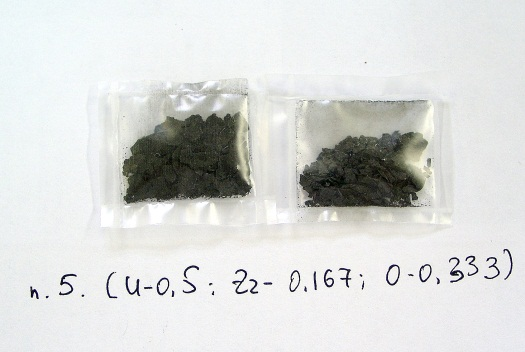 п. 5. (U-0,5; Zr- 0,167; O-0,333)